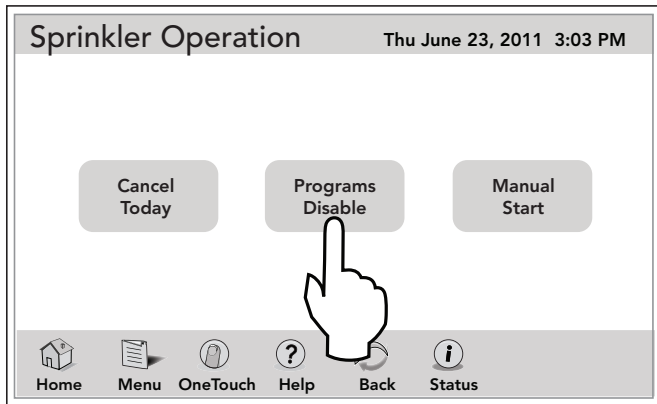 Sprinkler Operation Thu June 23, 2011 3:03 PM
Cancel
Today
Programs
Disable
Manual
Start
?
i
Home Menu OneTouch Help Back Status